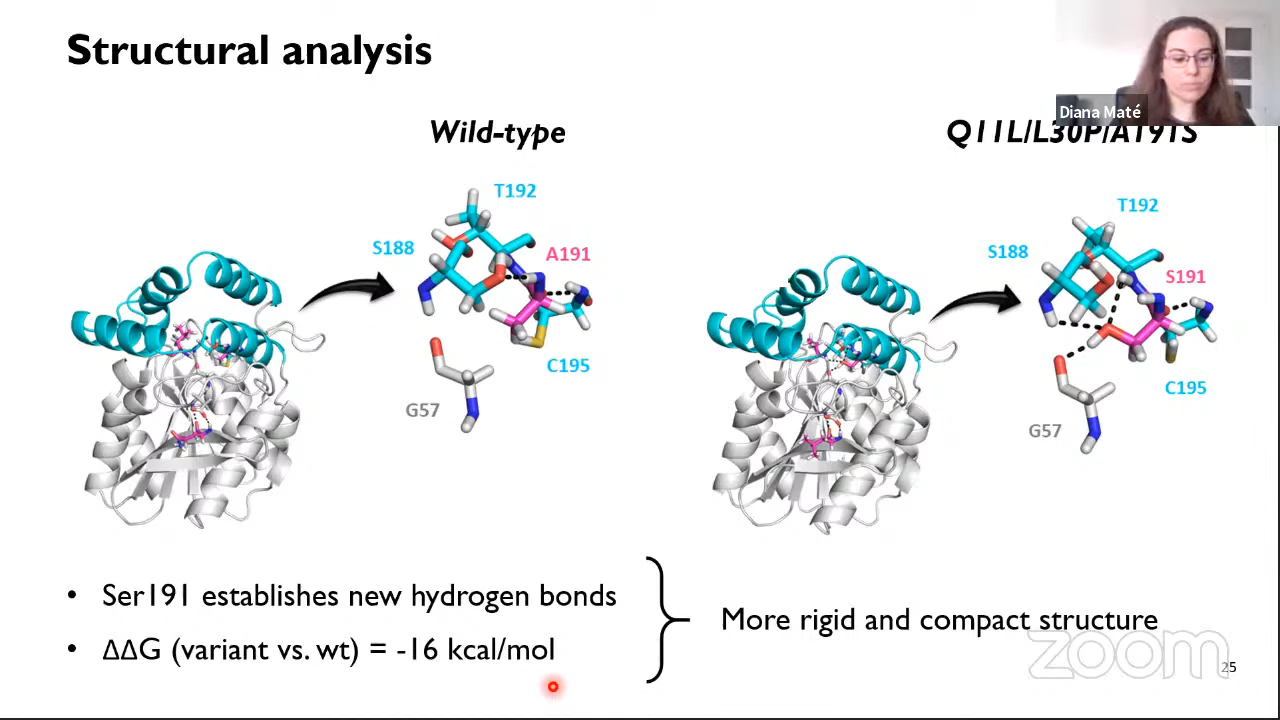 Structural analysis
Diana Maté
Wild-type
Q11L/L30P/A191S
T192
S188
A191
C195
G57
T192
S188
S191
C195
G57
• Ser191 establishes new hydrogen bonds
• ΔΔG (variant vs. wt) = -16 kcal/mol
More rigid and compact structure
zoom
25